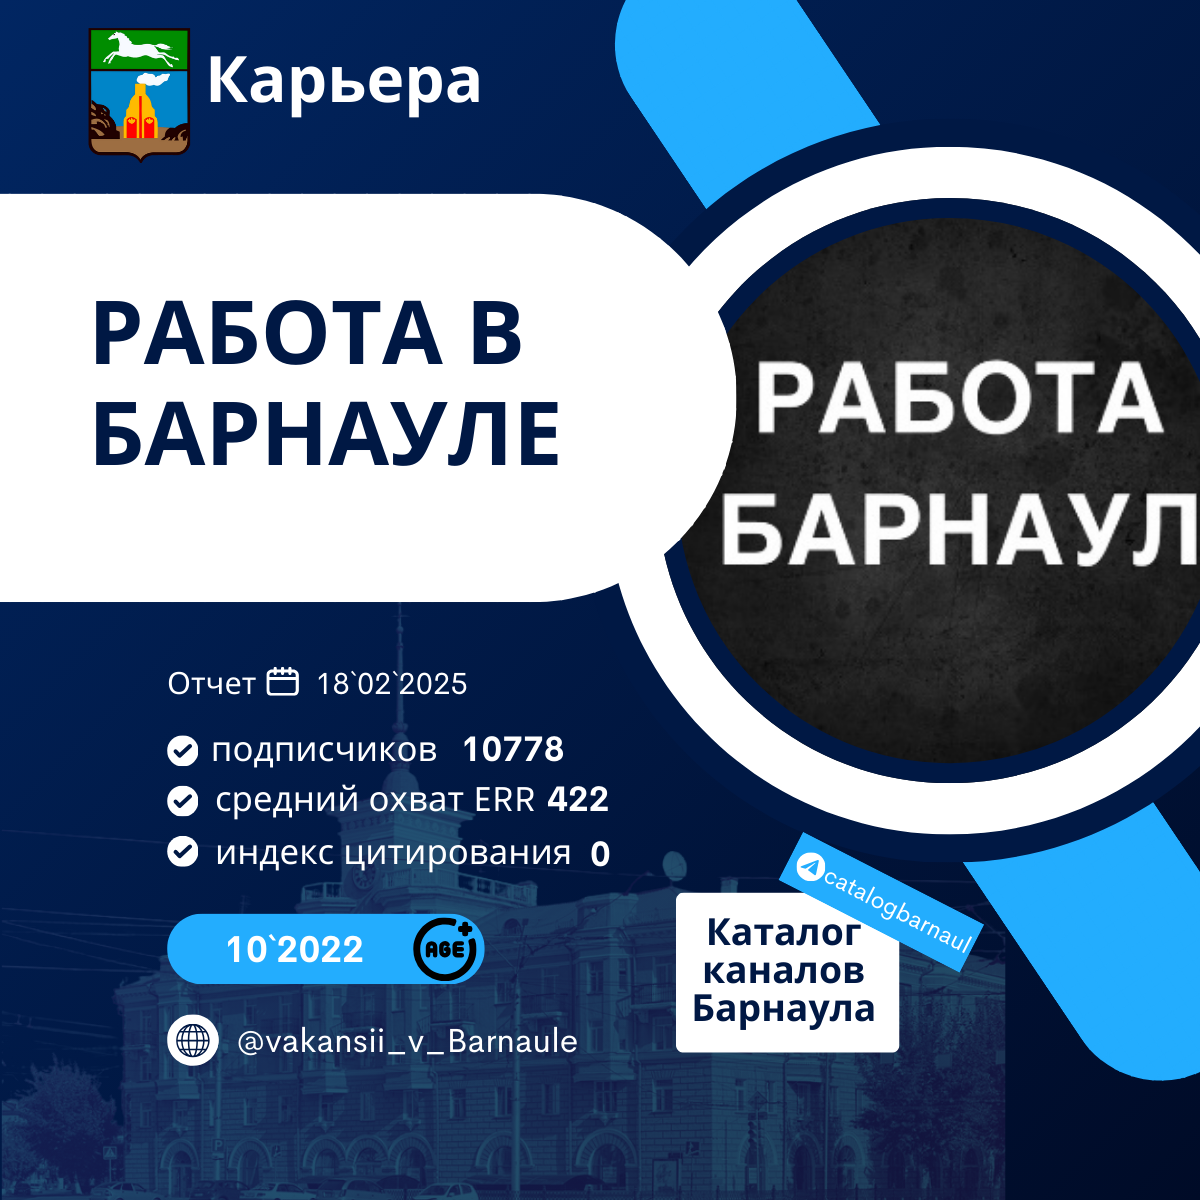 Карьера
РАБОТА В
БАРНАУЛЕ
РАБОТА
БАРНАУЛ
Отчет 18`02`2025
подписчиков 10778
средний охват ERR 422
индекс цитирования 0
10`2022 AGE+
@vakansii_v_Barnaule
catalogbarnaul
Каталог
каналов
Барнаула